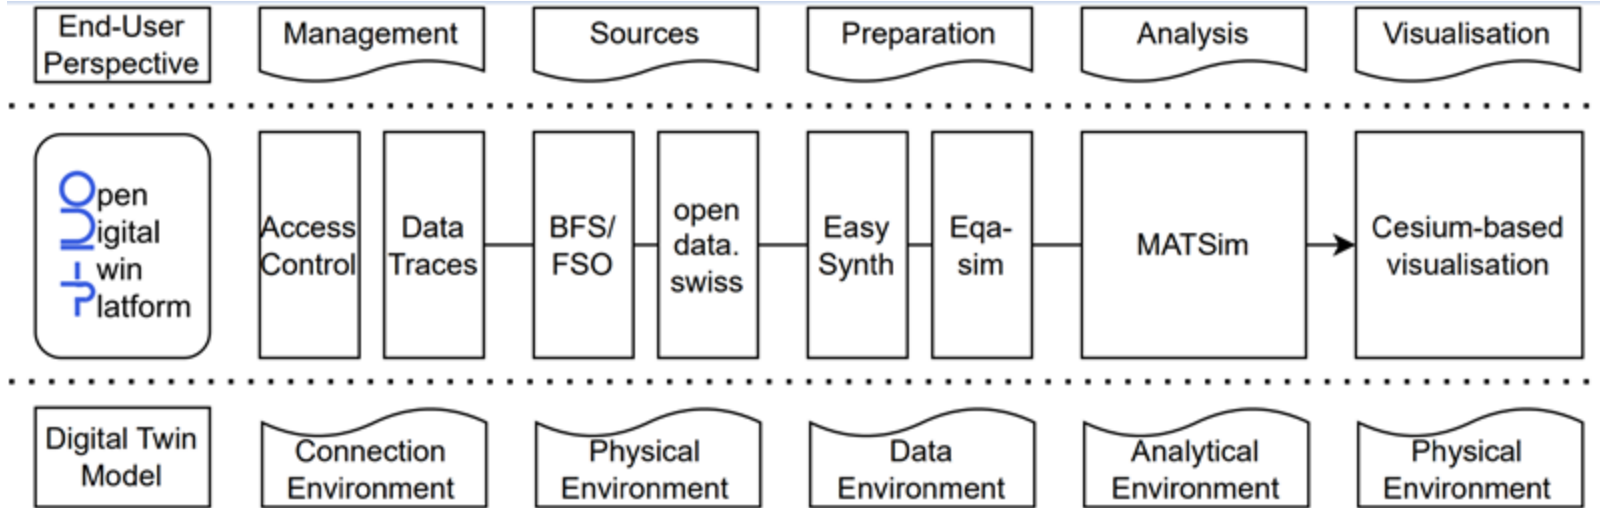 End-User
Perspective
Management
Sources
Preparation
Analysis
Visualisation
Open
Digital
Twin
Platform
Access
Control
Data
Traces
BFS/
FSO
open
data.
swiss
Easy
Synth
Eqa-
sim
MATSim
Cesium-based
visualisation
Digital Twin
Model
Connection
Environment
Physical
Environment
Data
Environment
Analytical
Environment
Physical
Environment